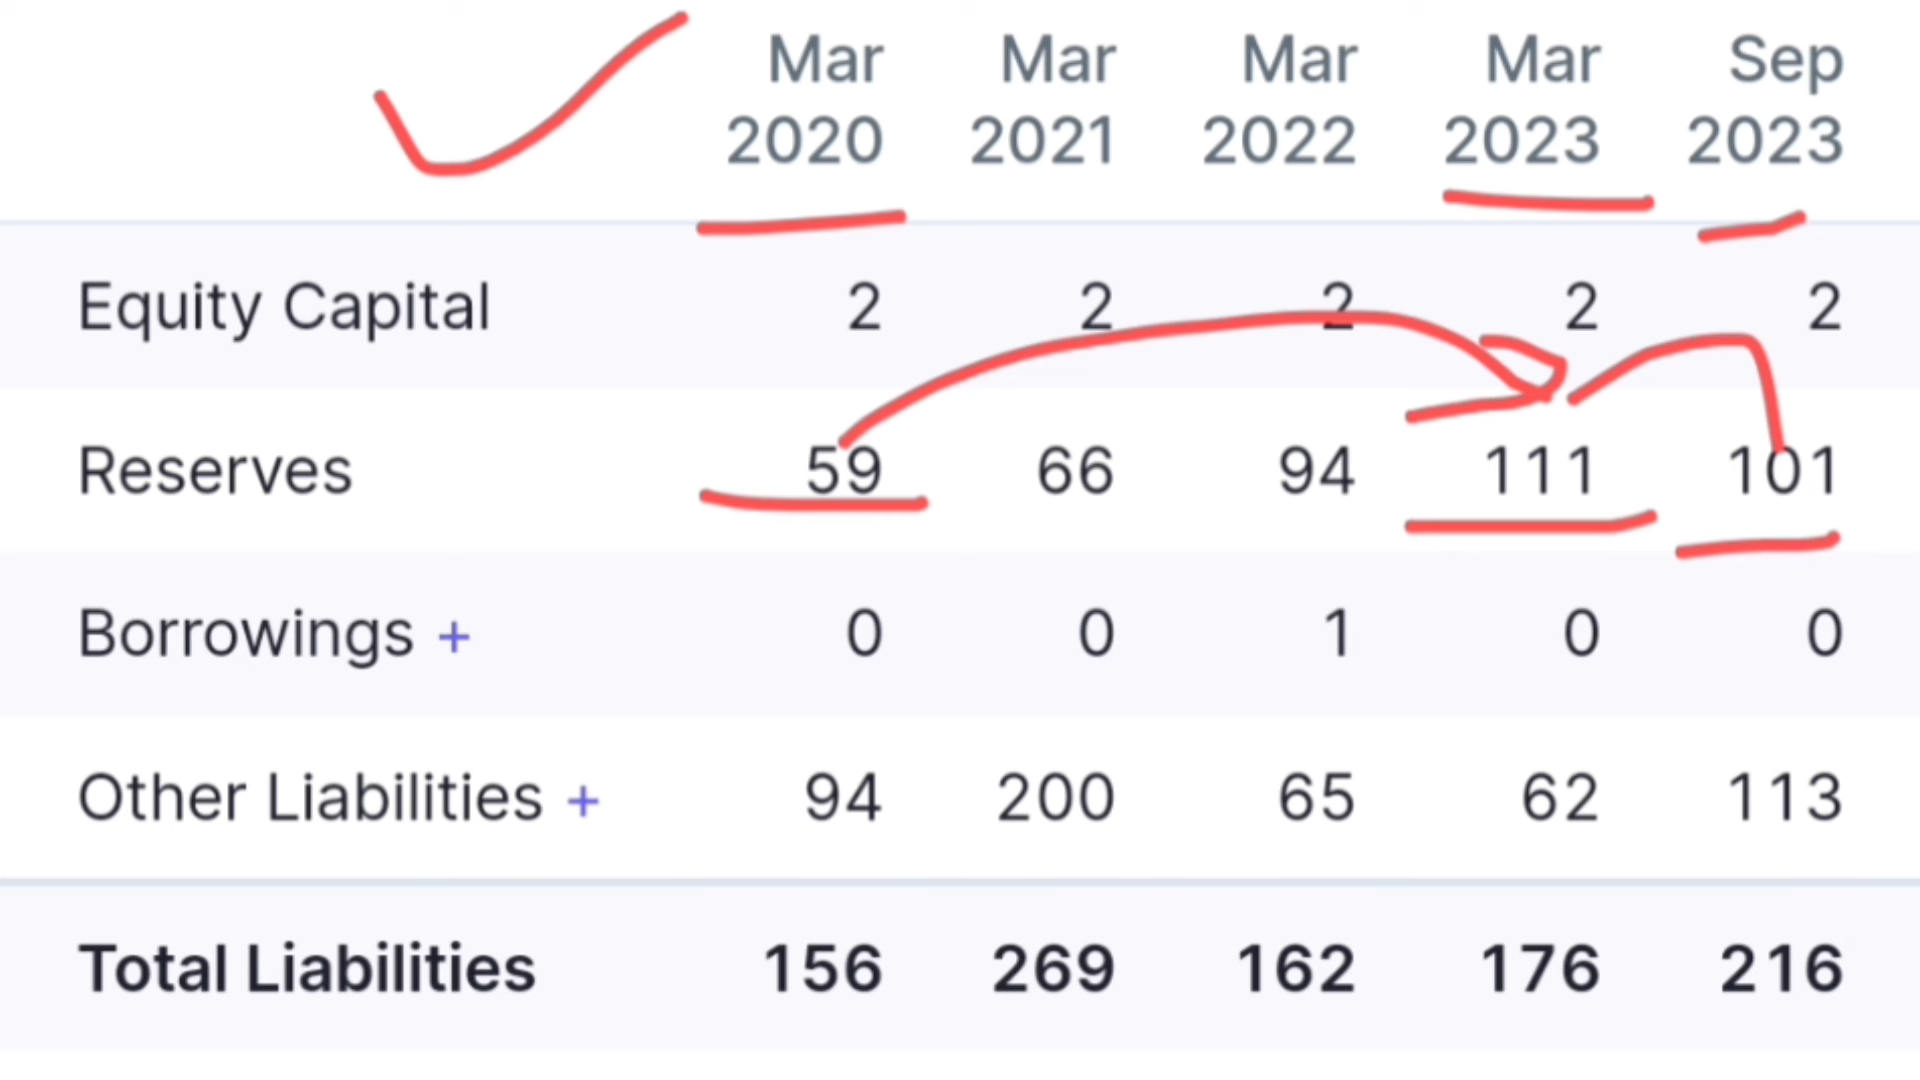 Mar Mar Mar Mar Sep
2020 2021 2022 2023 2023
Equity Capital 2 2 2 2 2
Reserves 59 66 94 111 101
Borrowings + 0 0 1 0 0
Other Liabilities + 94 200 65 62 113
Total Liabilities 156 269 162 176 216